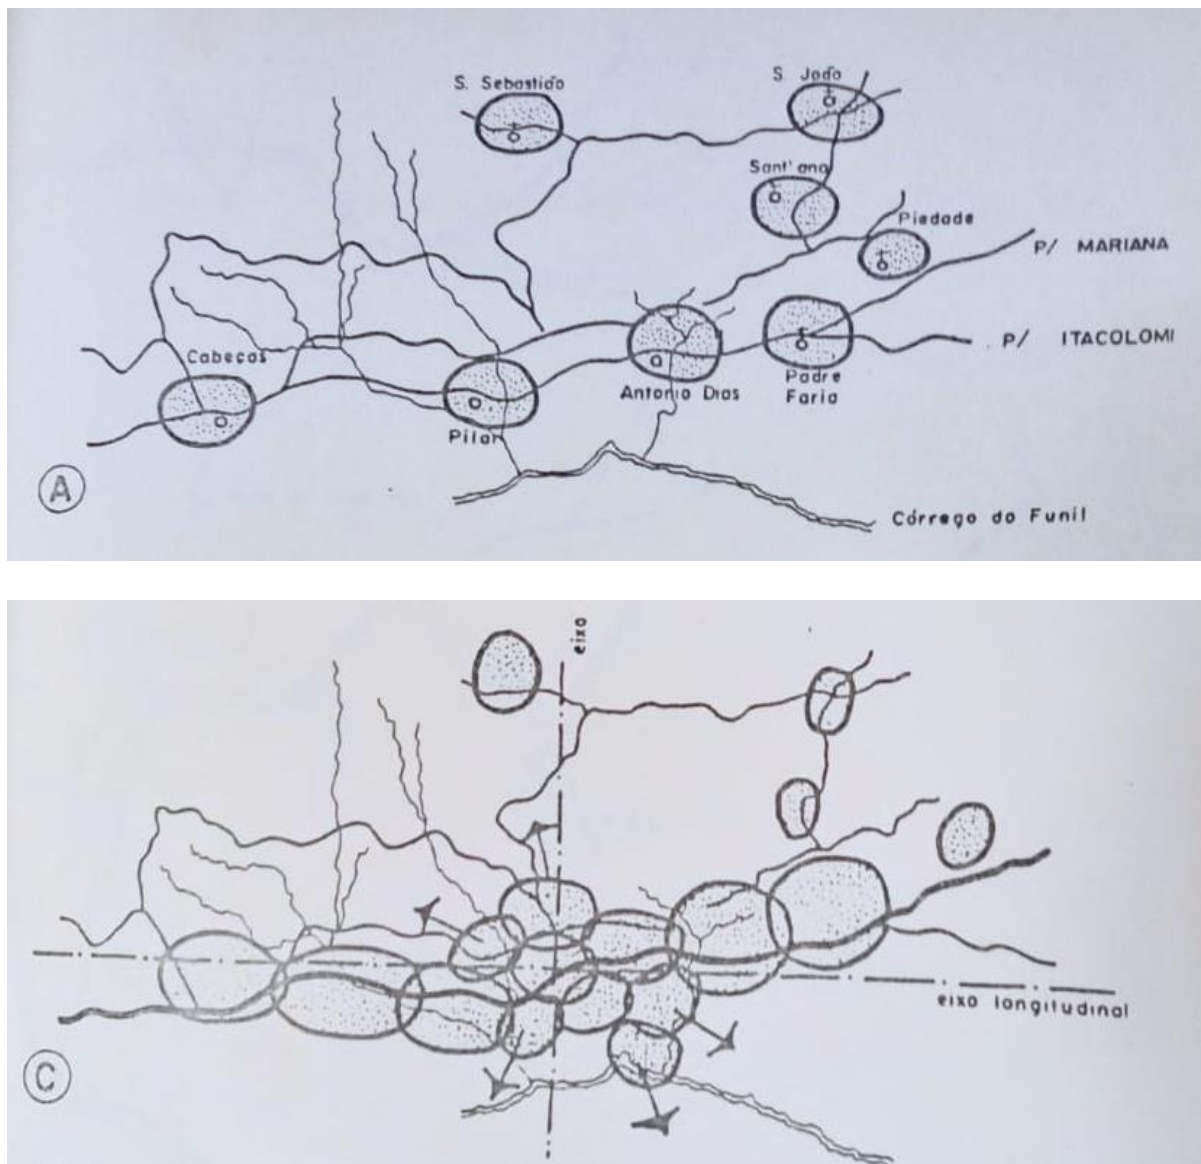 S. Sebastião
S. João
Sant'ana
Piedade
P/ MARIANA
P/ ITACOLOMI
Cabeças
Antonio Dias
Padre
Faria
Pilar
A
Córrego do Funil
eixo
eixo longitudinal
C